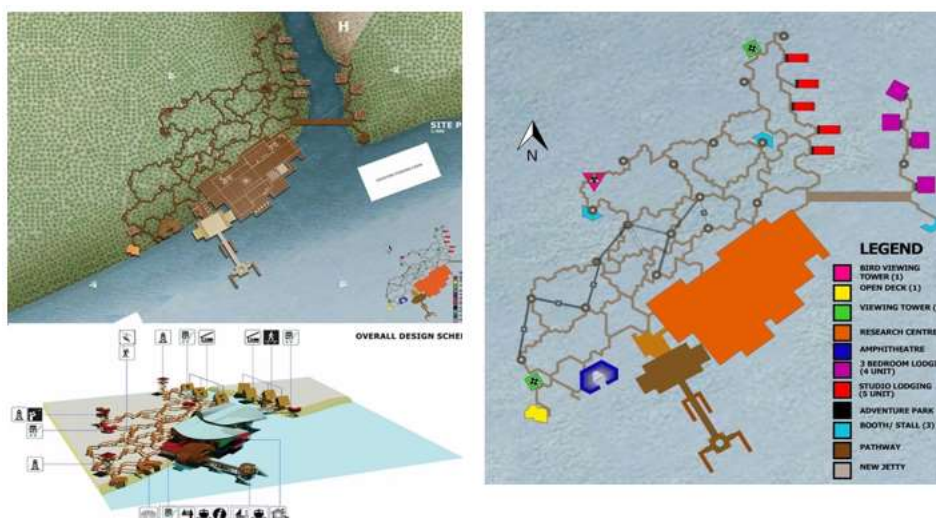 H
SITE P
OVERALL DESIGN SCHE
N
LEGEND
BIRD VIEWING
TOWER (1)
OPEN DECK (1)
VIEWING TOWER (
RESEARCH CENTRE
AMPHITHEATRE
3 BEDROOM LODGING
(4 UNIT)
STUDIO LODGING
(5 UNIT)
ADVENTURE PARK
BOOTH/ STALL (3)
PATHWAY
NEW JETTY